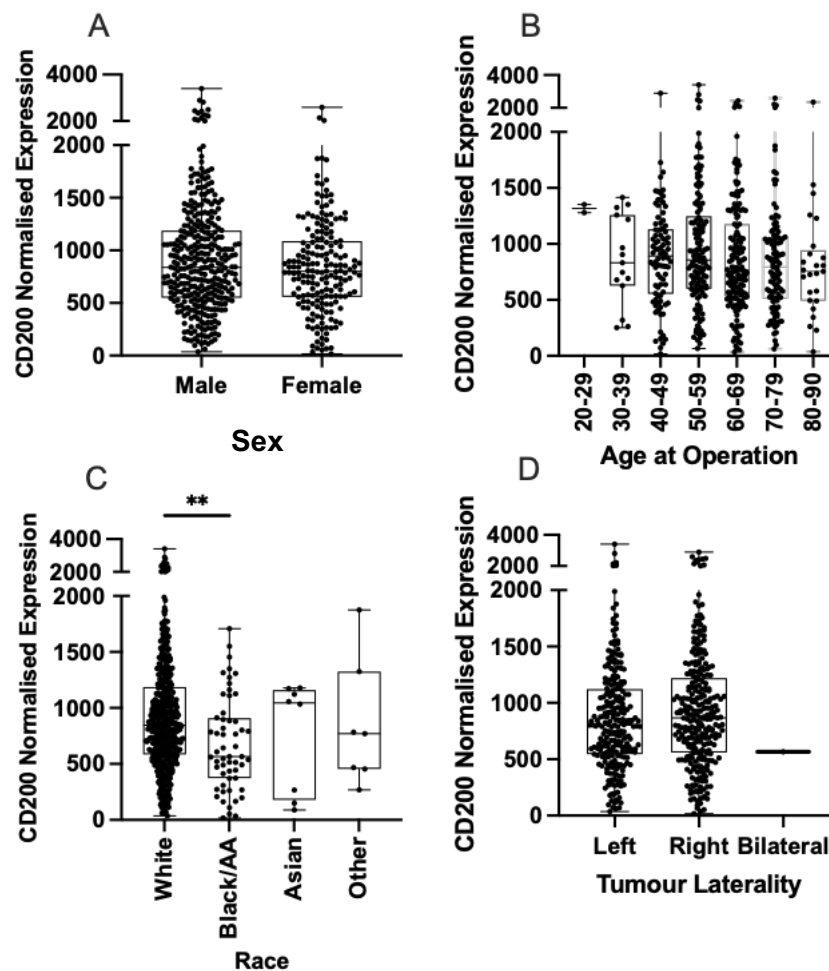 A
CD200 Normalised Expression
4000
2000
2000
1500
1000
500
0
Male Female
Sex
B
CD200 Normalised Expression
4000
2000
2000
1500
1000
500
0
20-29
30-39
40-49
50-59
60-69
70-79
80-90
Age at Operation
C
**
CD200 Normalised Expression
4000
2000
2000
1500
1000
500
0
White
Black/AA
Asian
Other
Race
D
CD200 Normalised Expression
4000
2000
2000
1500
1000
500
0
Left Right Bilateral
Tumour Laterality